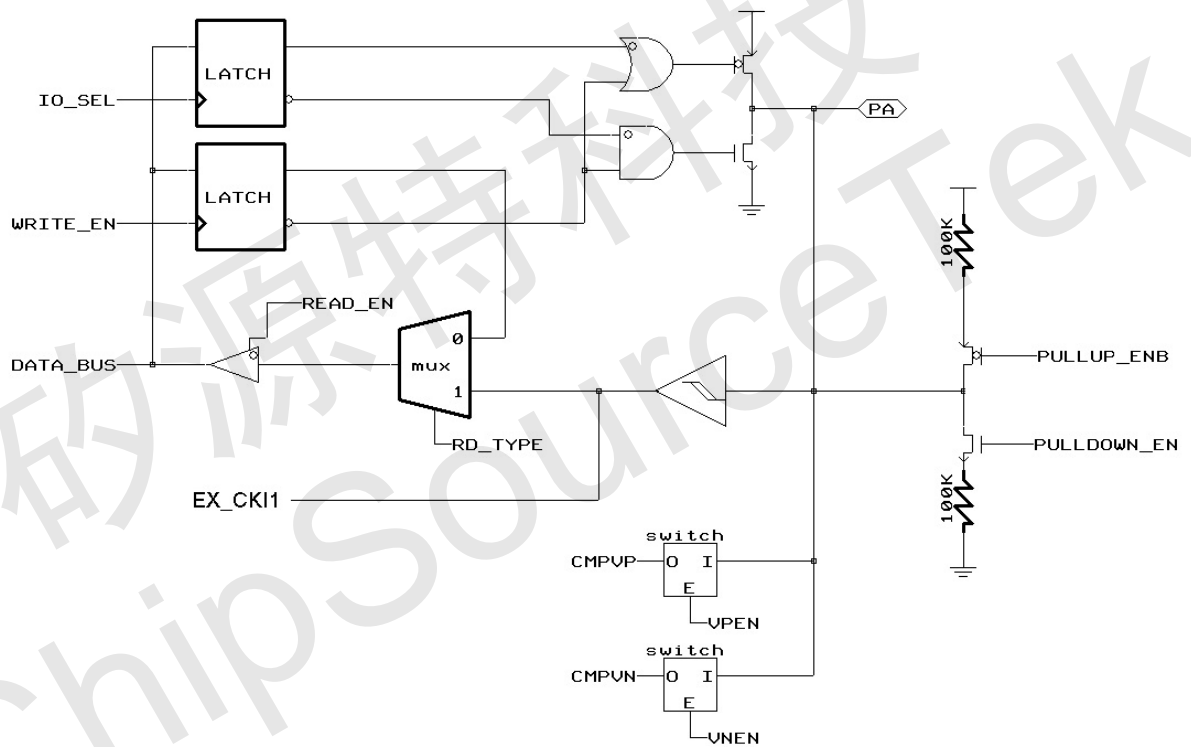 LATCH
IO_SEL
PA
LATCH
WRITE_EN
100K
READ_EN
0
DATA_BUS
mux
PULLUP_ENB
1
RD_TYPE
PULLDOWN_EN
EX_CKI1
100K
switch
CMPVP O I
E
VPEN
switch
CMPVN O I
E
VNEN
矽源特科技
ChipSourceTek